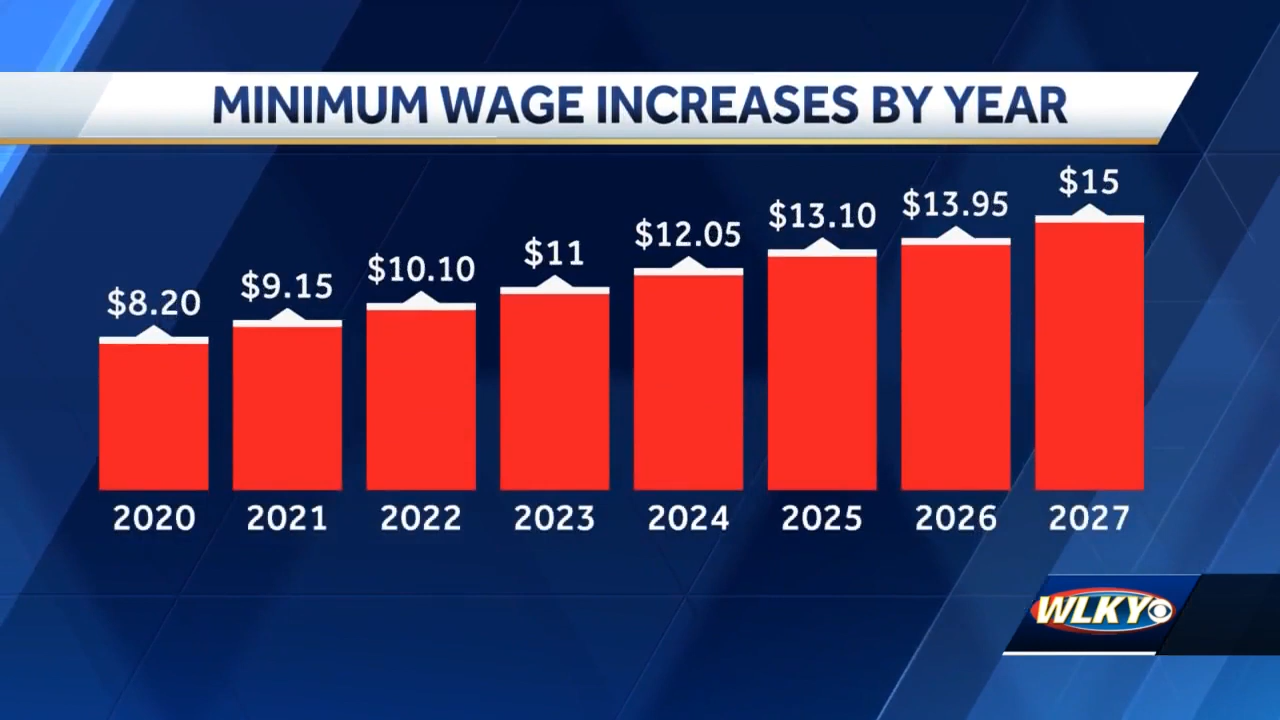 MINIMUM WAGE INCREASES BY YEAR
$8.20 $9.15 $10.10 $11 $12.05 $13.10 $13.95 $15
2020 2021 2022 2023 2024 2025 2026 2027
WLKY